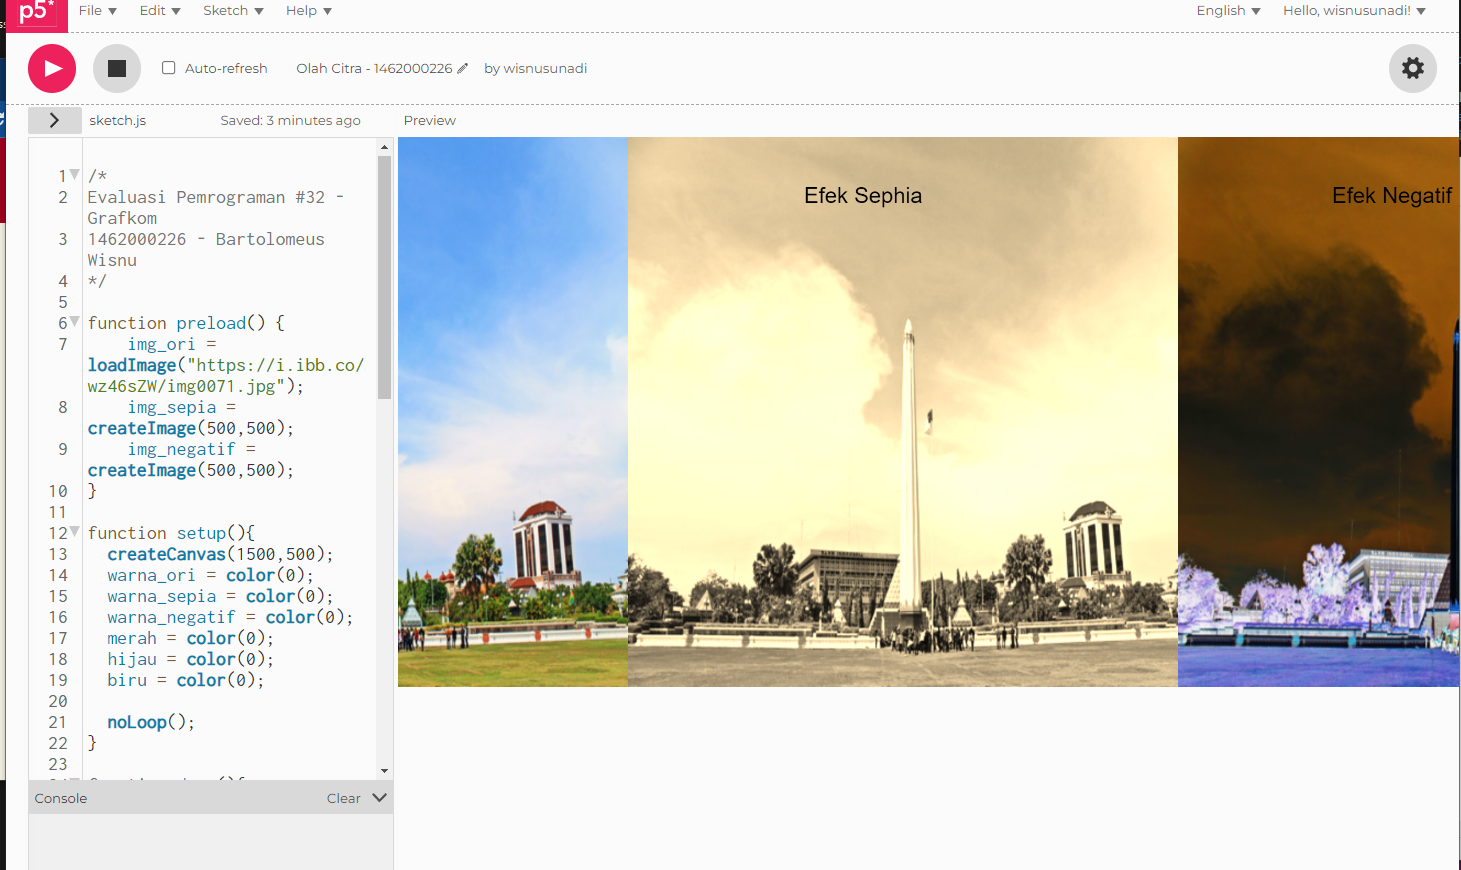 p5*
File
Edit
Sketch
Help
English
Hello, wisnusunadi!
Auto-refresh
Olah Citra - 1462000226
by wisnusunadi
sketch.js
Saved: 3 minutes ago
Preview
1 /*
2 Evaluasi Pemrograman #32 -
Grafkom
3 1462000226 - Bartolomeus
Wisnu
4 */
5
6 function preload() {
7 img_ori =
loadImage("https://i.ibb.co/
wz46sZW/img0071.jpg");
8 img_sepia =
createImage(500,500);
9 img_negatif =
createImage(500,500);
10 }
11
12 function setup(){
13 createCanvas(1500,500);
14 warna_ori = color(0);
15 warna_sepia = color(0);
16 warna_negatif = color(0);
17 merah = color(0);
18 hijau = color(0);
19 biru = color(0);
20
21 noLoop();
22 }
23
Efek Sephia
Efek Negatif
Console
Clear